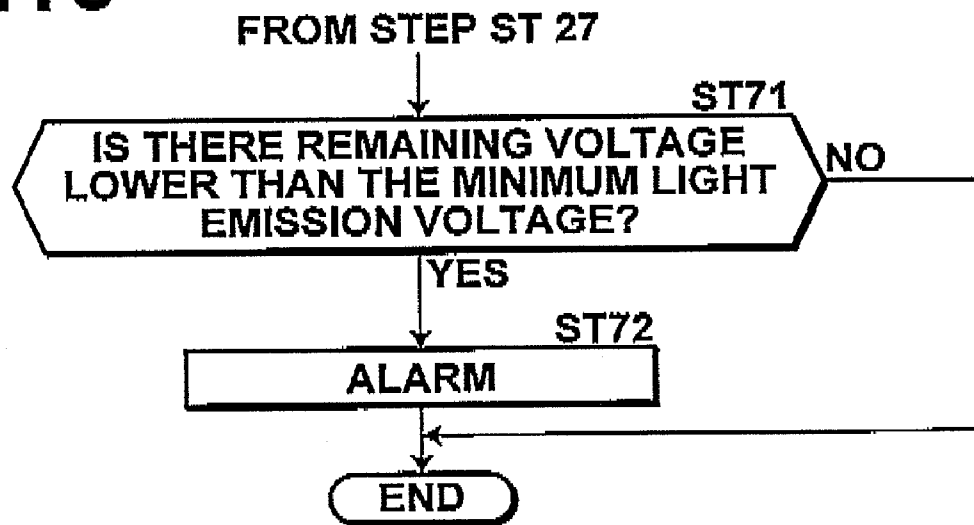 FROM STEP ST 27
ST71
IS THERE REMAINING VOLTAGE
LOWER THAN THE MINIMUM LIGHT
EMISSION VOLTAGE?
NO
YES
ST72
ALARM
END